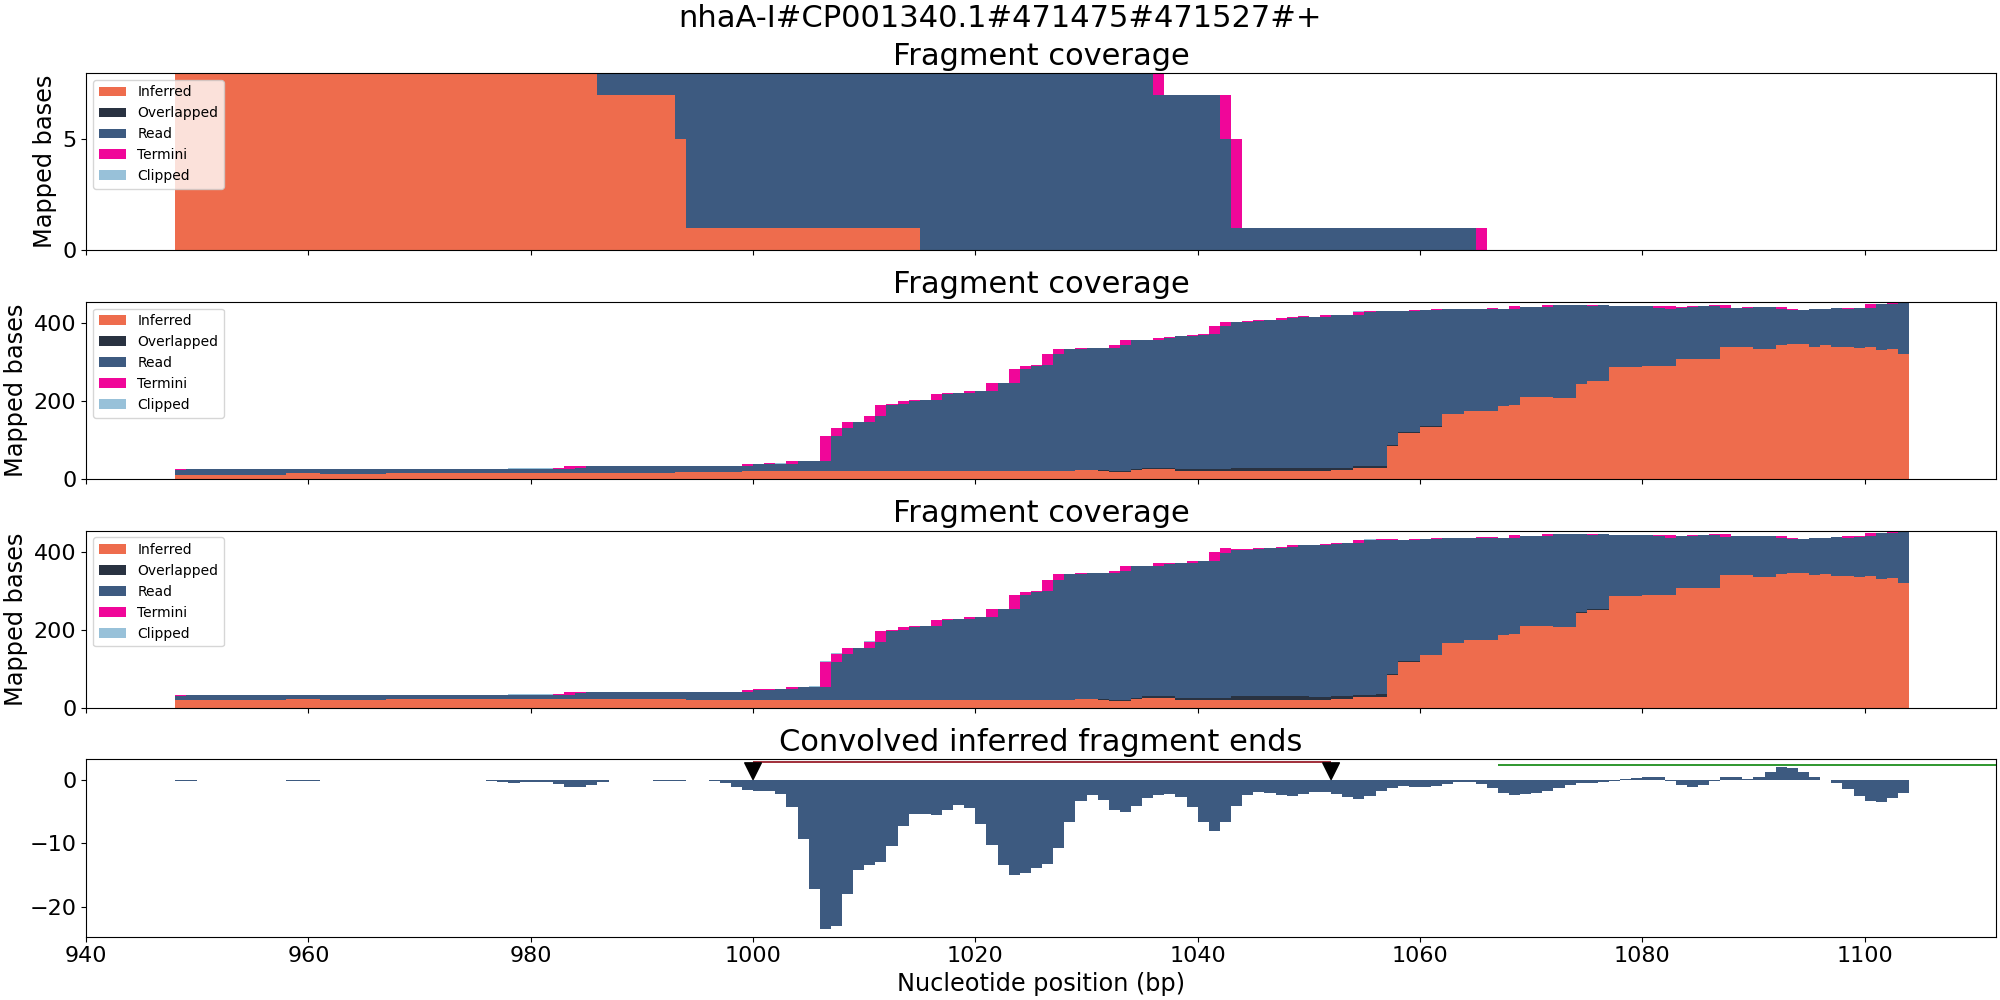 nhaA-I#CP001340.1#471475#471527#+
Fragment coverage
Mapped bases
5
0
Inferred
Overlapped
Read
Termini
Clipped
Fragment coverage
Mapped bases
400
200
0
Inferred
Overlapped
Read
Termini
Clipped
Fragment coverage
Mapped bases
400
200
0
Inferred
Overlapped
Read
Termini
Clipped
Convolved inferred fragment ends
0
−10
−20
940 960 980 1000 1020 1040 1060 1080 1100
Nucleotide position (bp)